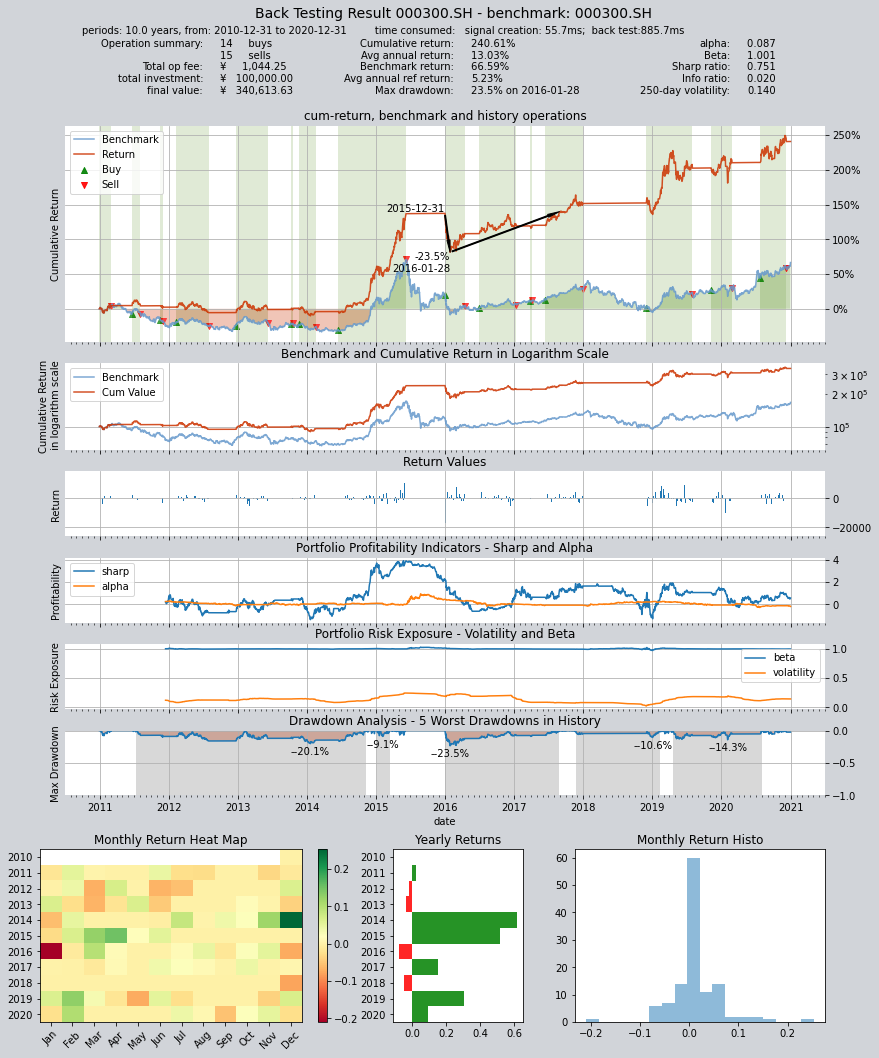 Back Testing Result 000300.SH - benchmark: 000300.SH
periods: 10.0 years, from: 2010-12-31 to 2020-12-31 time consumed: signal creation: 55.7ms; back test:885.7ms
Operation summary: 14 buys Cumulative return: 240.61% alpha: 0.087
15 sells Avg annual return: 13.03% Beta: 1.001
Total op fee: ¥ 1,044.25 Benchmark return: 66.59% Sharp ratio: 0.751
total investment: ¥ 100,000.00 Avg annual ref return: 5.23% Info ratio: 0.020
final value: ¥ 340,613.63 Max drawdown: 23.5% on 2016-01-28 250-day volatility: 0.140
cum-return, benchmark and history operations
Cumulative Return
Benchmark
Return
Buy
Sell
2015-12-31
-23.5%
2016-01-28
250%
200%
150%
100%
50%
0%
Benchmark and Cumulative Return in Logarithm Scale
Cumulative Return
in logarithm scale
Benchmark
Cum Value
3 × 10⁵
2 × 10⁵
10⁵
Return Values
Return
0
−20000
Portfolio Profitability Indicators - Sharp and Alpha
Profitability
sharp
alpha
4
2
0
Portfolio Risk Exposure - Volatility and Beta
Risk Exposure
beta
volatility
1.0
0.5
0.0
Drawdown Analysis - 5 Worst Drawdowns in History
Max Drawdown
−20.1%
−9.1%
−23.5%
−10.6%
−14.3%
0.0
−0.5
−1.0
2011 2012 2013 2014 2015 2016 2017 2018 2019 2020 2021
date
Monthly Return Heat Map
2010
2011
2012
2013
2014
2015
2016
2017
2018
2019
2020
Jan Feb Mar Apr May Jun Jul Aug Sep Oct Nov Dec
0.2
0.1
0.0
−0.1
−0.2
Yearly Returns
2010
2011
2012
2013
2014
2015
2016
2017
2018
2019
2020
0.0 0.2 0.4 0.6
Monthly Return Histo
60
50
40
30
20
10
0
−0.2 −0.1 0.0 0.1 0.2